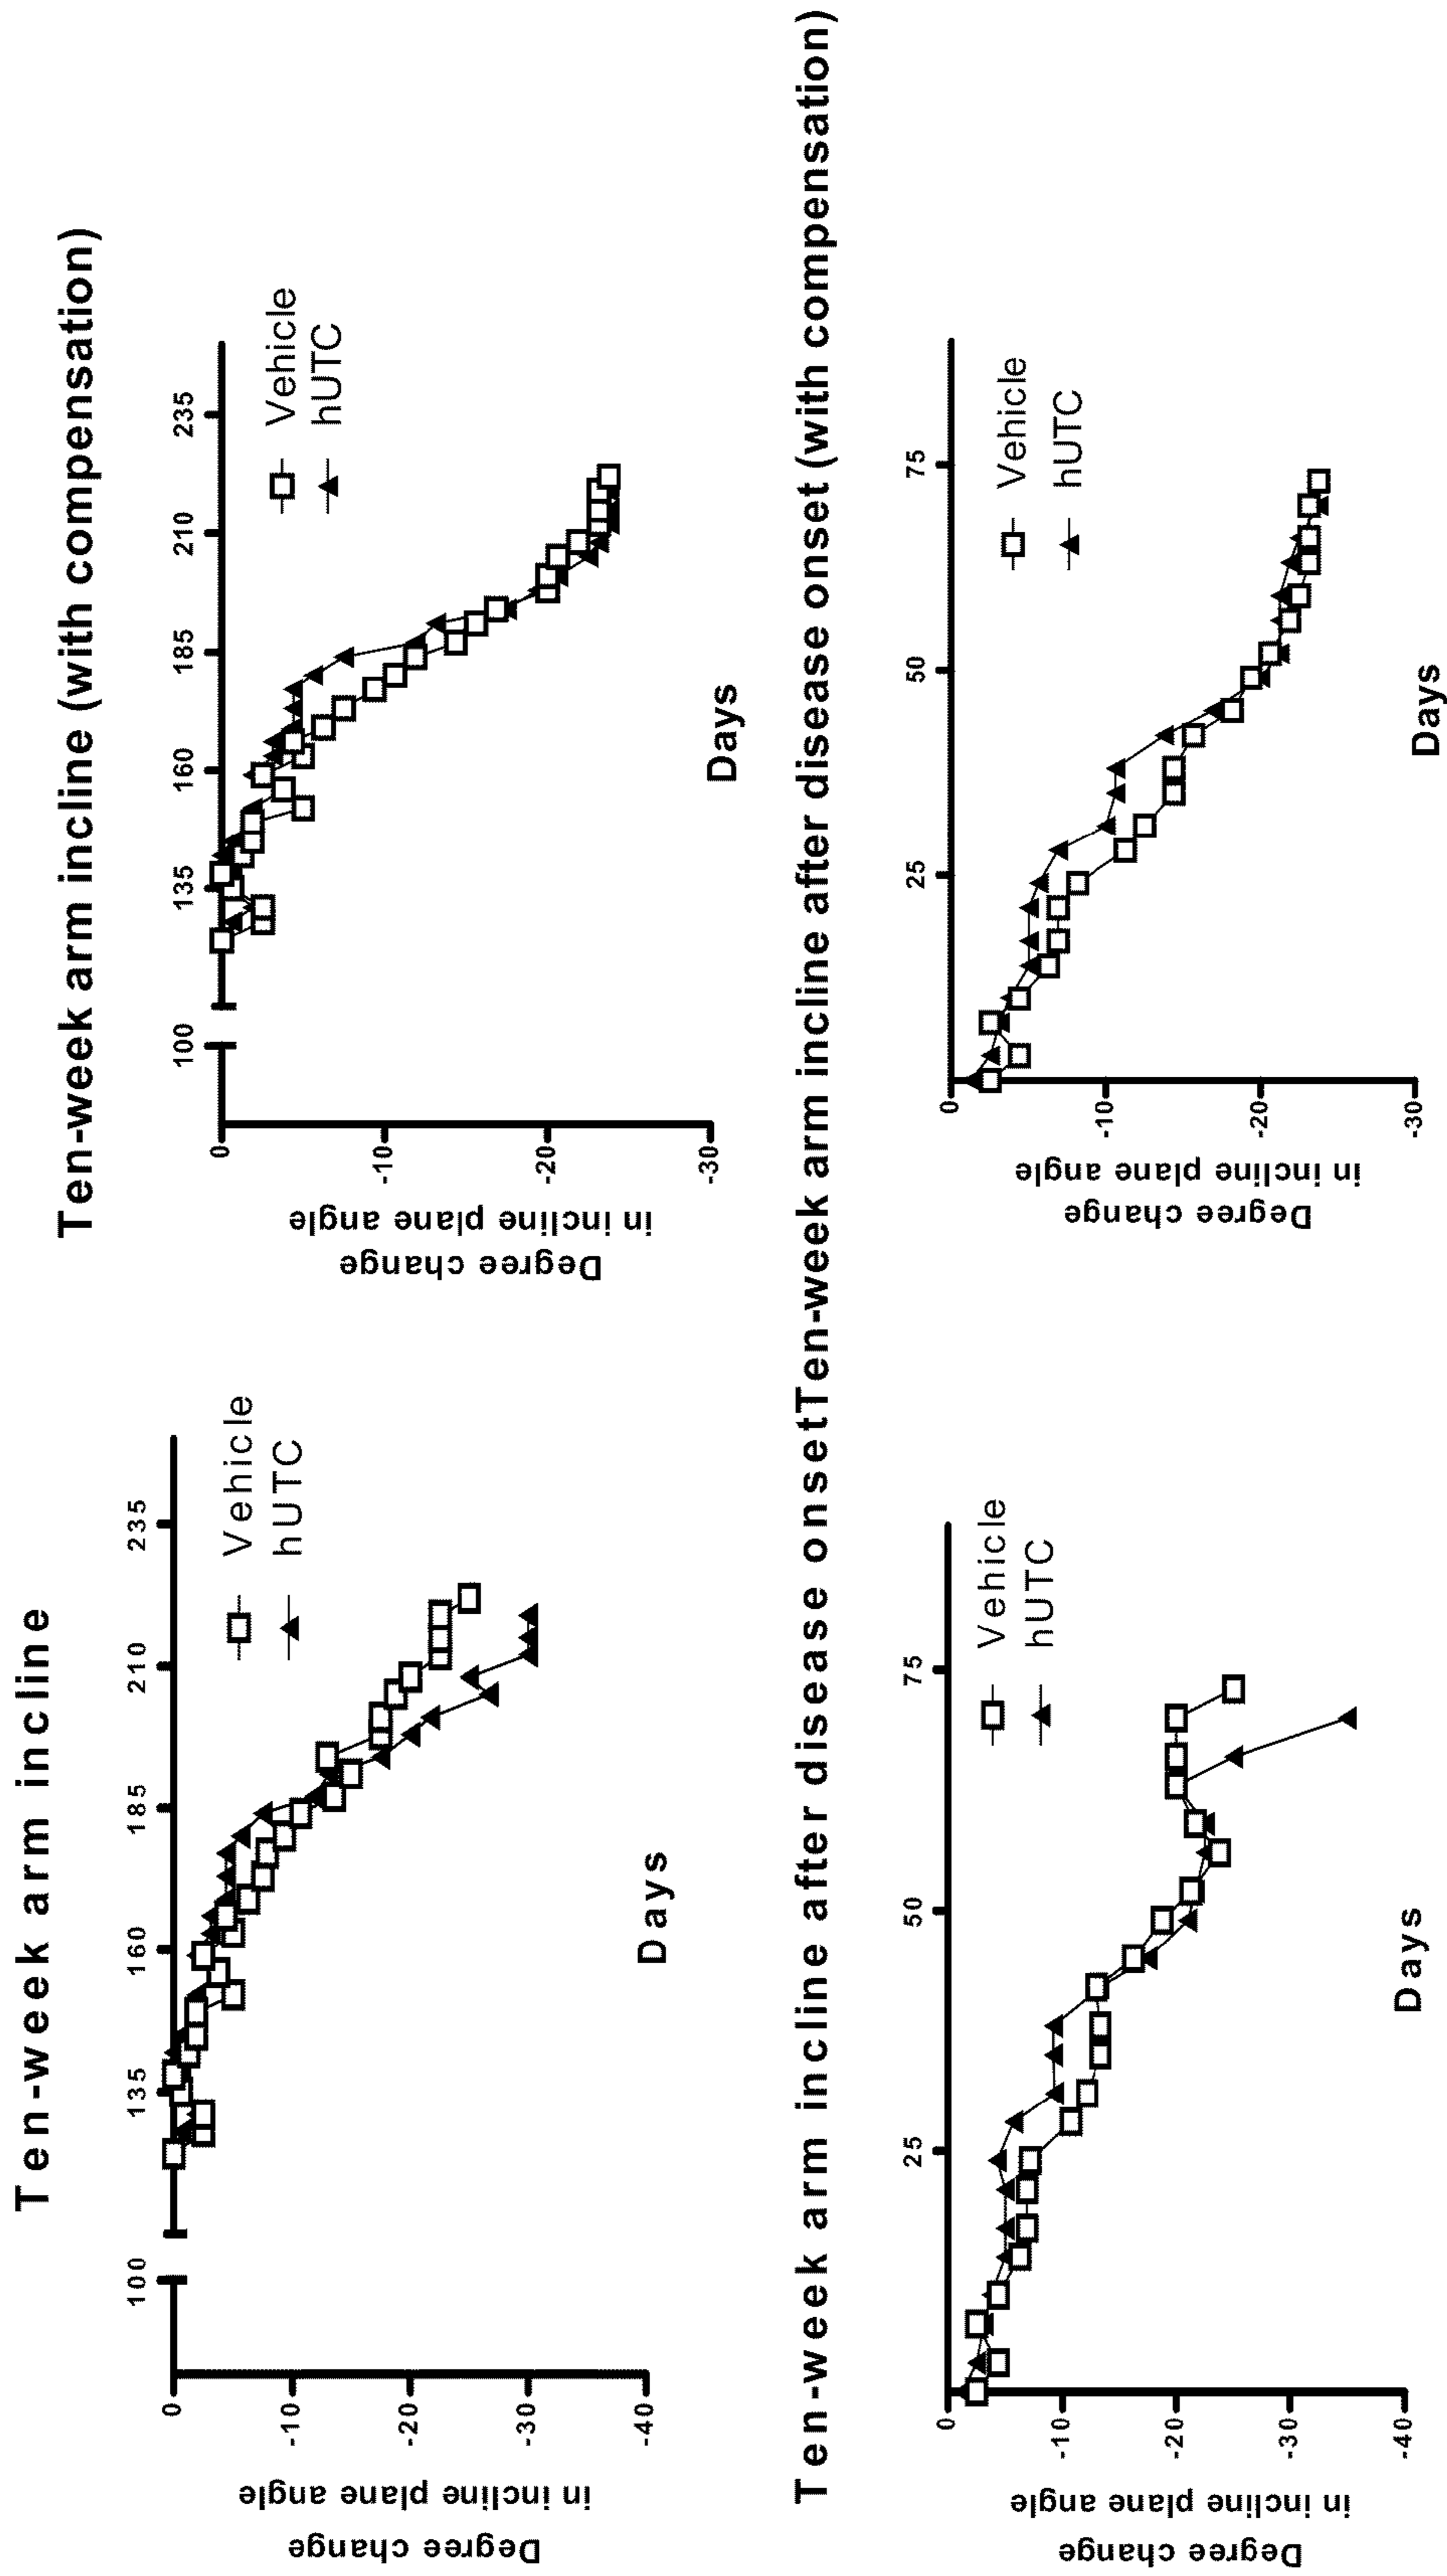 Ten-week arm incline
Degree change
in incline plane angle
0
-10
-20
-30
-40
100
135
160
185
210
235
Vehicle
hUTC
Days
Ten-week arm incline (with compensation)
Degree change
in incline plane angle
0
-10
-20
-30
100
135
160
185
210
235
Vehicle
hUTC
Days
Ten-week arm incline after disease onset
Degree change
in incline plane angle
0
-10
-20
-30
-40
25
50
75
Vehicle
hUTC
Days
Ten-week arm incline after disease onset (with compensation)
Degree change
in incline plane angle
0
-10
-20
-30
25
50
75
Vehicle
hUTC
Days